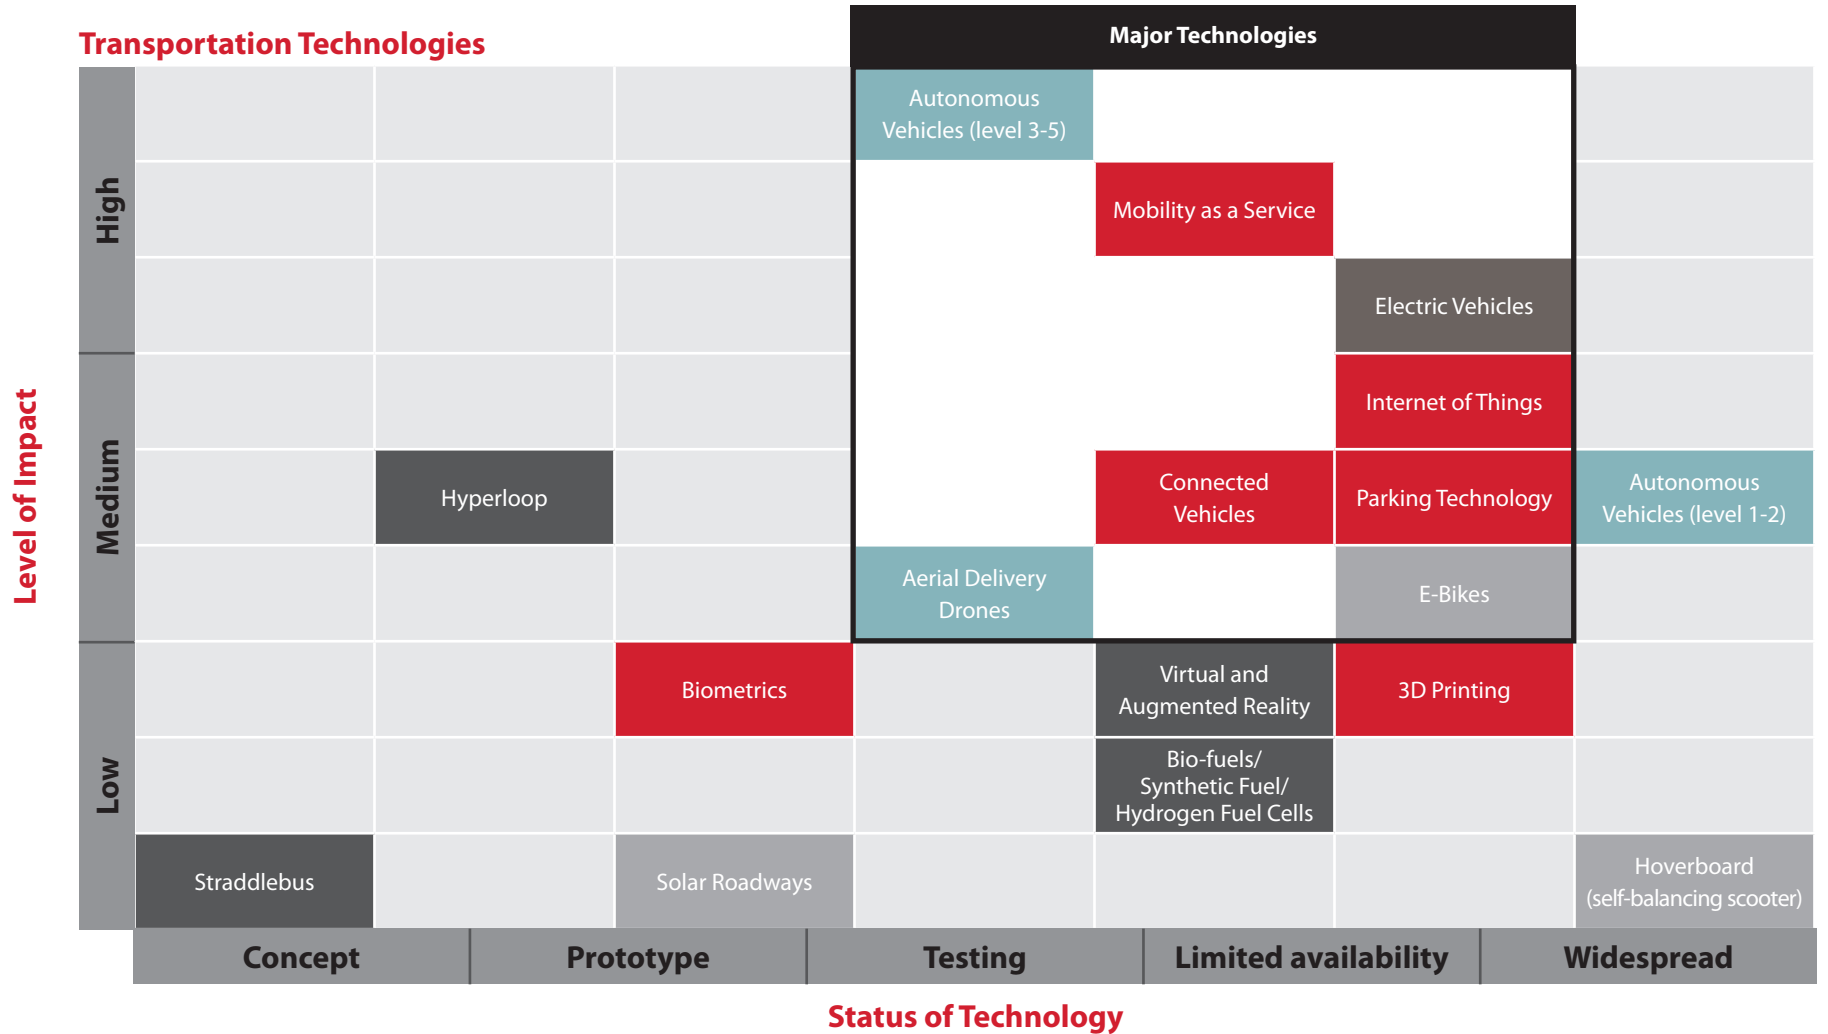 Major Technologies
Transportation Technologies
Autonomous
Vehicles (level 3-5)
High
Mobility as a Service
Electric Vehicles
Level of Impact
Medium
Internet of Things
Hyperloop
Connected
Vehicles
Parking Technology
Autonomous
Vehicles (level 1-2)
Aerial Delivery
Drones
E-Bikes
Low
Biometrics
Virtual and
Augmented Reality
3D Printing
Bio-fuels/
Synthetic Fuel/
Hydrogen Fuel Cells
Straddlebus
Solar Roadways
Hoverboard
(self-balancing scooter)
Concept
Prototype
Testing
Limited availability
Widespread
Status of Technology